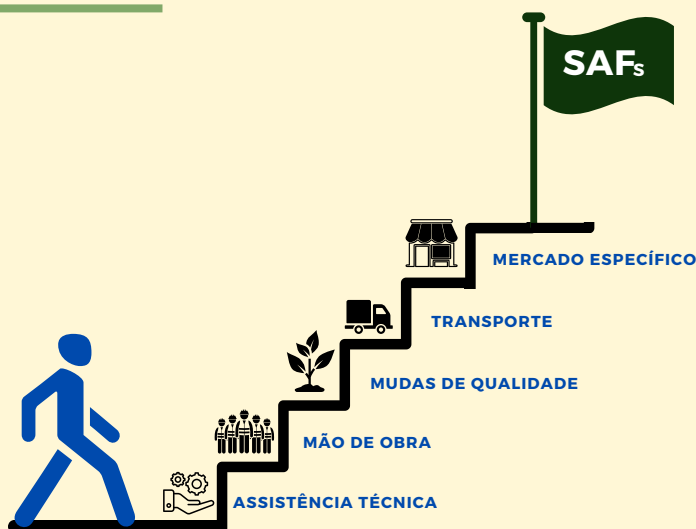 SAFs
MERCADO ESPECÍFICO
TRANSPORTE
MUDAS DE QUALIDADE
MÃO DE OBRA
ASSISTÊNCIA TÉCNICA